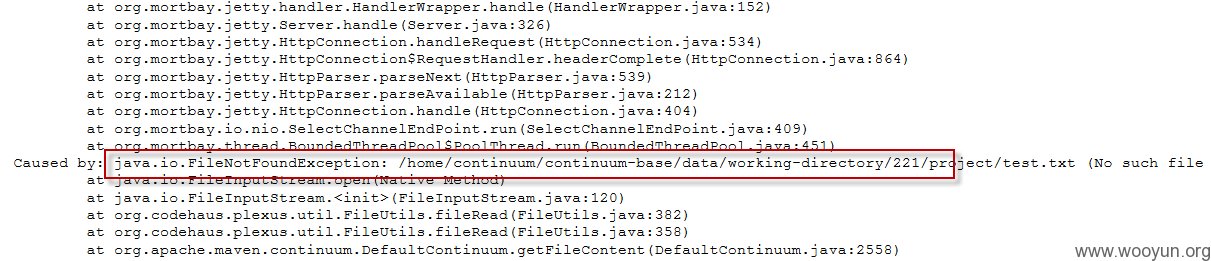 at org.mortbay.jetty.handler.HandlerWrapper.handle(HandlerWrapper.java:152)
at org.mortbay.jetty.Server.handle(Server.java:326)
at org.mortbay.jetty.HttpConnection.handleRequest(HttpConnection.java:534)
at org.mortbay.jetty.HttpConnection$RequestHandler.headerComplete(HttpConnection.java:864)
at org.mortbay.jetty.HttpParser.parseNext(HttpParser.java:539)
at org.mortbay.jetty.HttpParser.parseAvailable(HttpParser.java:212)
at org.mortbay.jetty.HttpConnection.handle(HttpConnection.java:404)
at org.mortbay.io.nio.SelectChannelEndPoint.run(SelectChannelEndPoint.java:409)
at org.mortbay.thread.BoundedThreadPool$PoolThread.run(BoundedThreadPool.java:451)
Caused by: java.io.FileNotFoundException: /home/continuum/continuum-base/data/working-directory/221/project/test.txt (No such file
at java.io.FileInputStream.open(Native Method)
at java.io.FileInputStream.<init>(FileInputStream.java:120)
at org.codehaus.plexus.util.FileUtils.fileRead(FileUtils.java:382)
at org.codehaus.plexus.util.FileUtils.fileRead(FileUtils.java:358)
at org.apache.maven.continuum.DefaultContinuum.getFileContent(DefaultContinuum.java:2558)
www.wooyun.org